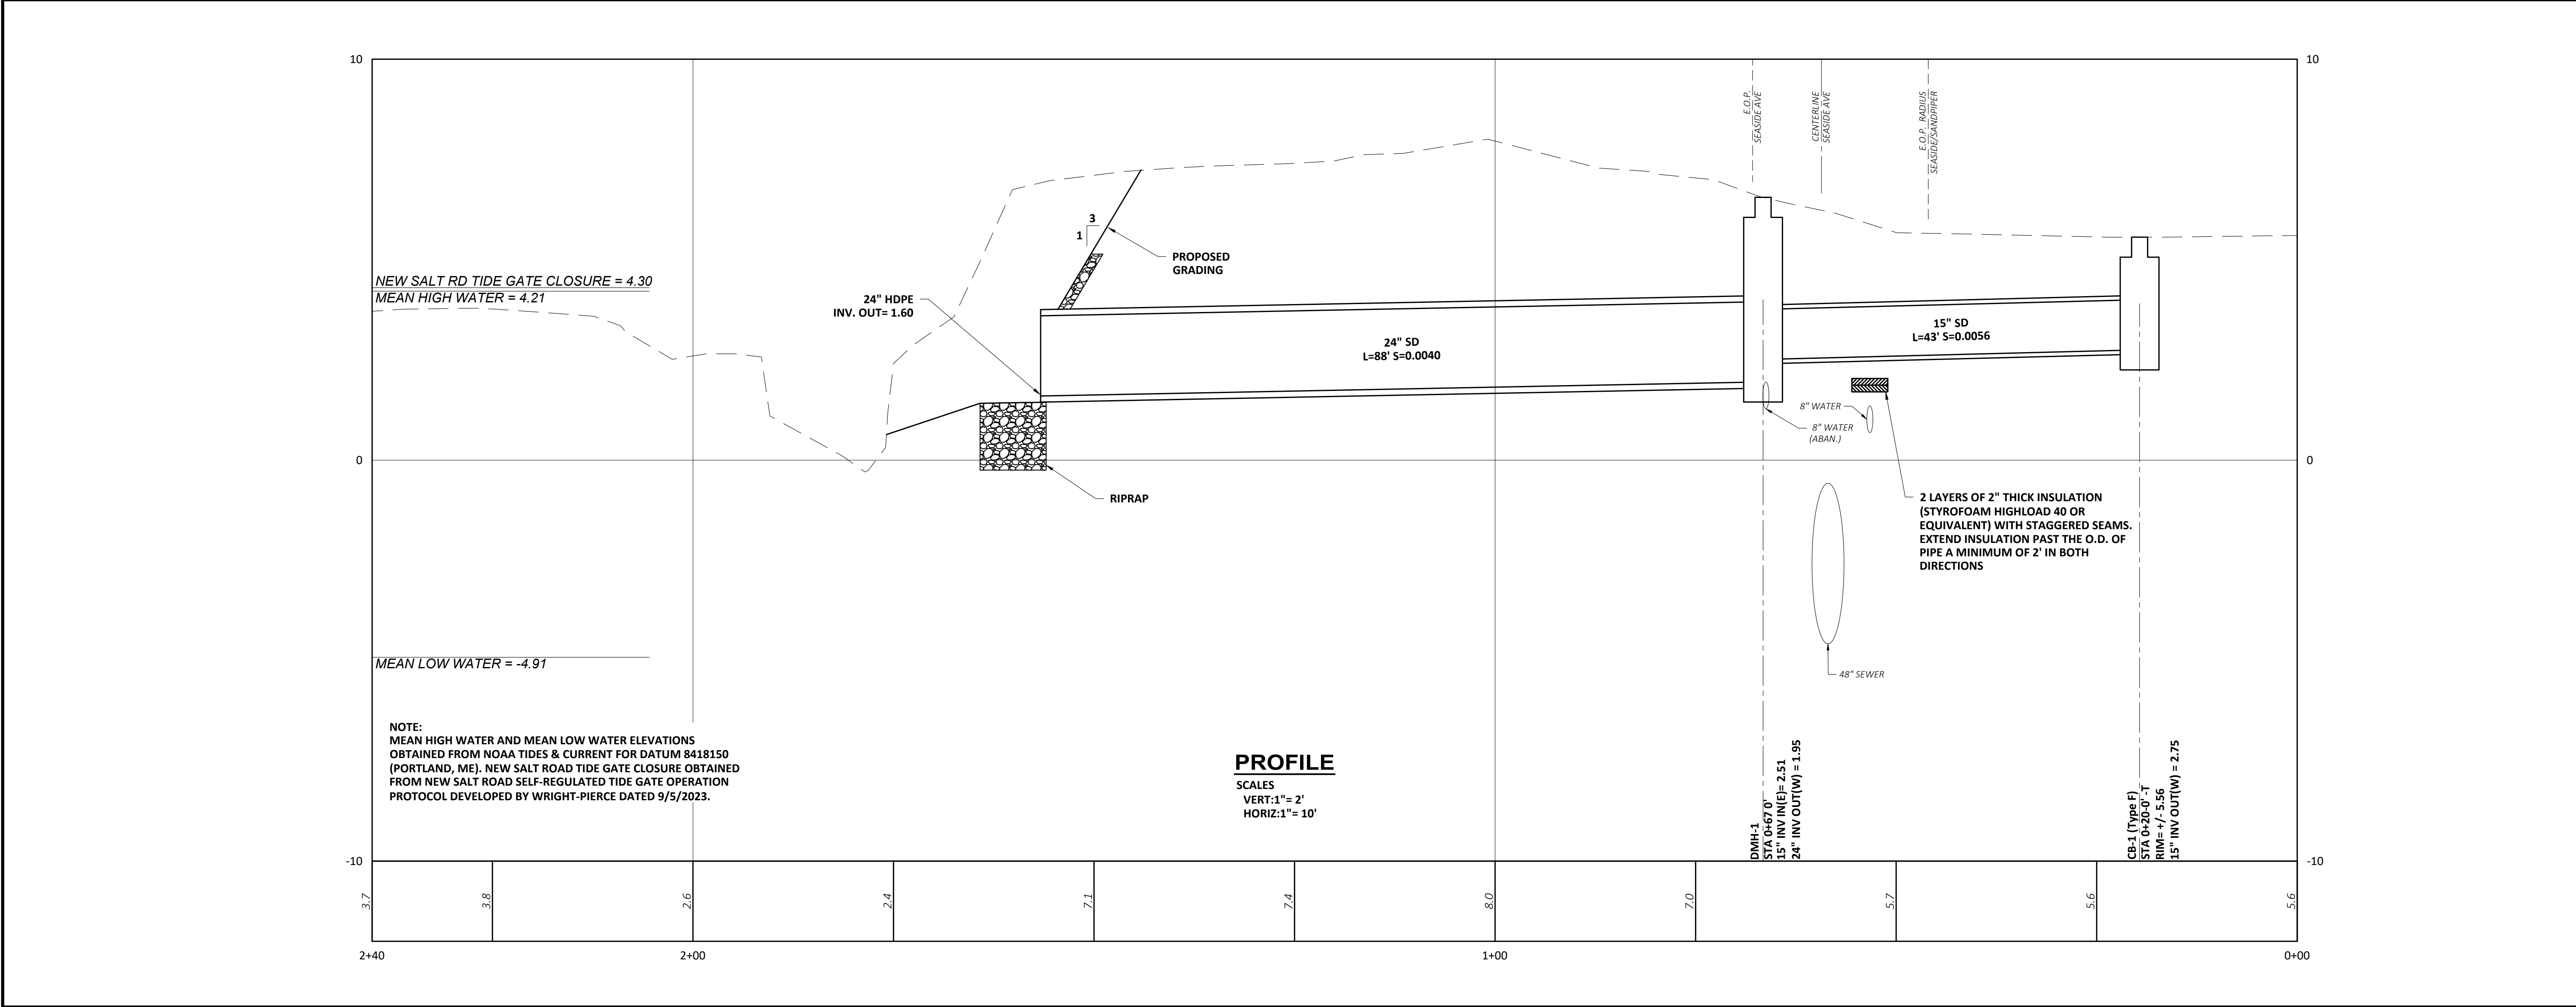 10
10
E.O.P.
SEASIDE AVE
CENTERLINE
SEASIDE AVE
E.O.P. RADIUS
SEASIDE/SANDPIPER
3
1
PROPOSED
GRADING
NEW SALT RD TIDE GATE CLOSURE = 4.30
MEAN HIGH WATER = 4.21
24" HDPE
INV. OUT= 1.60
24" SD
L=88' S=0.0040
15" SD
L=43' S=0.0056
8" WATER
8" WATER
(ABAN.)
0
0
RIPRAP
2 LAYERS OF 2" THICK INSULATION
(STYROFOAM HIGHLOAD 40 OR
EQUIVALENT) WITH STAGGERED SEAMS.
EXTEND INSULATION PAST THE O.D. OF
PIPE A MINIMUM OF 2' IN BOTH
DIRECTIONS
MEAN LOW WATER = -4.91
48" SEWER
NOTE:
MEAN HIGH WATER AND MEAN LOW WATER ELEVATIONS
OBTAINED FROM NOAA TIDES & CURRENT FOR DATUM 8418150
(PORTLAND, ME). NEW SALT ROAD TIDE GATE CLOSURE OBTAINED
FROM NEW SALT ROAD SELF-REGULATED TIDE GATE OPERATION
PROTOCOL DEVELOPED BY WRIGHT-PIERCE DATED 9/5/2023.
PROFILE
SCALES
VERT:1"= 2'
HORIZ:1"= 10'
DMH-1
STA 0+67 0'
15" INV IN(E)= 2.51
24" INV OUT(W) = 1.95
CB-1 (Type F)
STA 0+20-0' -T
RIM= +/- 5.56
15" INV OUT(W) = 2.75
-10
-10
3.7
3.8
2.6
2.4
7.1
7.4
8.0
7.0
5.7
5.6
5.6
2+40
2+00
1+00
0+00